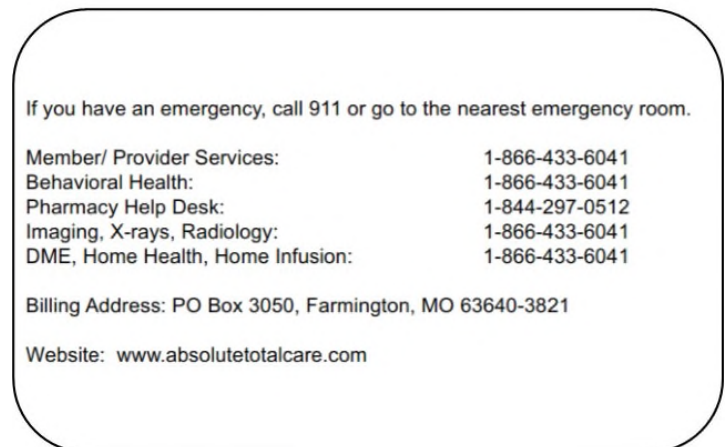 If you have an emergency, call 911 or go to the nearest emergency room.
Member/ Provider Services: 1-866-433-6041
Behavioral Health: 1-866-433-6041
Pharmacy Help Desk: 1-844-297-0512
Imaging, X-rays, Radiology: 1-866-433-6041
DME, Home Health, Home Infusion: 1-866-433-6041
Billing Address: PO Box 3050, Farmington, MO 63640-3821
Website: www.absolutetotalcare.com